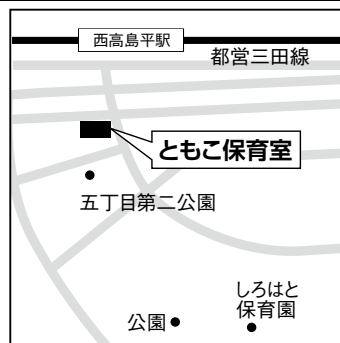 西高島平駅
都営三田線
ともこ保育室
五丁目第二公園
しろはと
保育園
公園